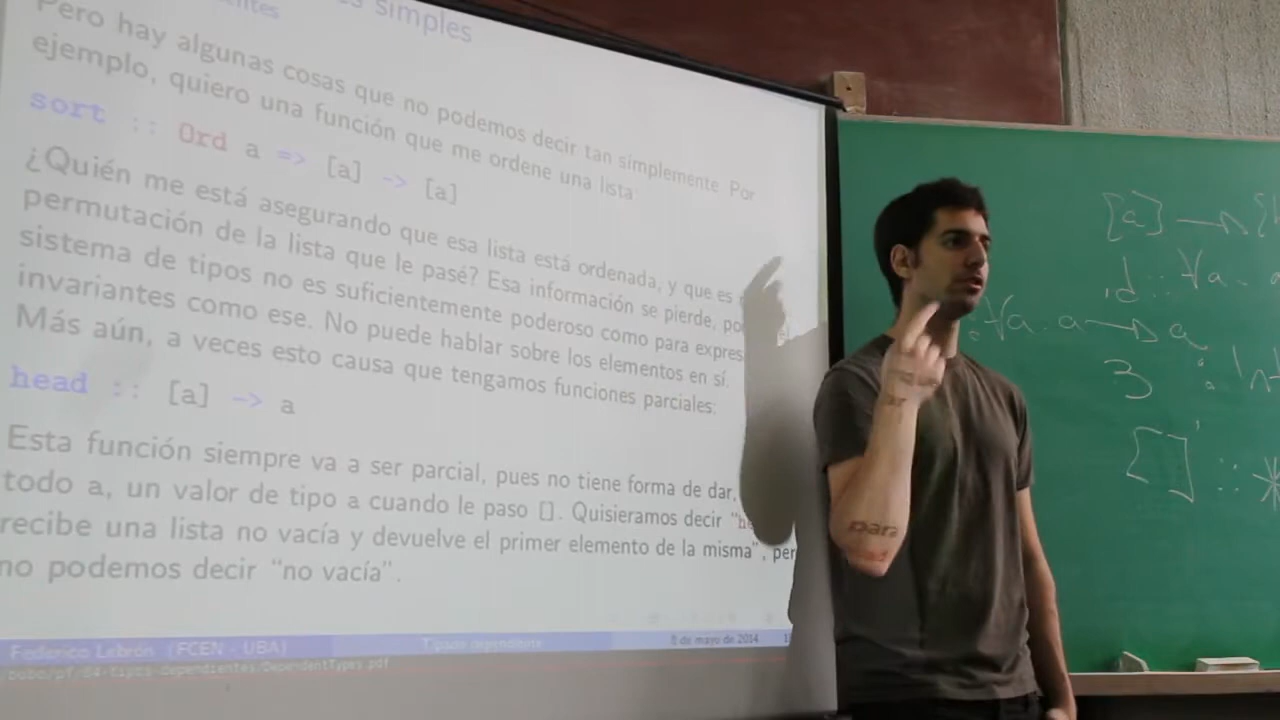 simples
Pero hay algunas cosas que no podemos decir tan simplemente. Por
ejemplo, quiero una función que me ordene una lista:
sort :: Ord a => [a] -> [a]
¿Quién me está asegurando que esa lista está ordenada, y que es
permutación de la lista que le pasé? Esa información se pierde,
sistema de tipos no es suficientemente poderoso como para
invariantes como ese. No puede hablar sobre los elementos en sí.
Más aún, a veces esto causa que tengamos funciones parciales:
head :: [a] -> a
Esta función siempre va a ser parcial, pues no tiene forma de dar,
todo a, un valor de tipo a cuando le paso []. Quisieramos decir
recibe una lista no vacía y devuelve el primer elemento de la misma",
no podemos decir "no vacía".
Federico Lebrón (FCEN - UBA) Tipado dependiente 8 de mayo de 2014
para
[a] →
∀a.
∀a. a → a
3 :
[] :: *